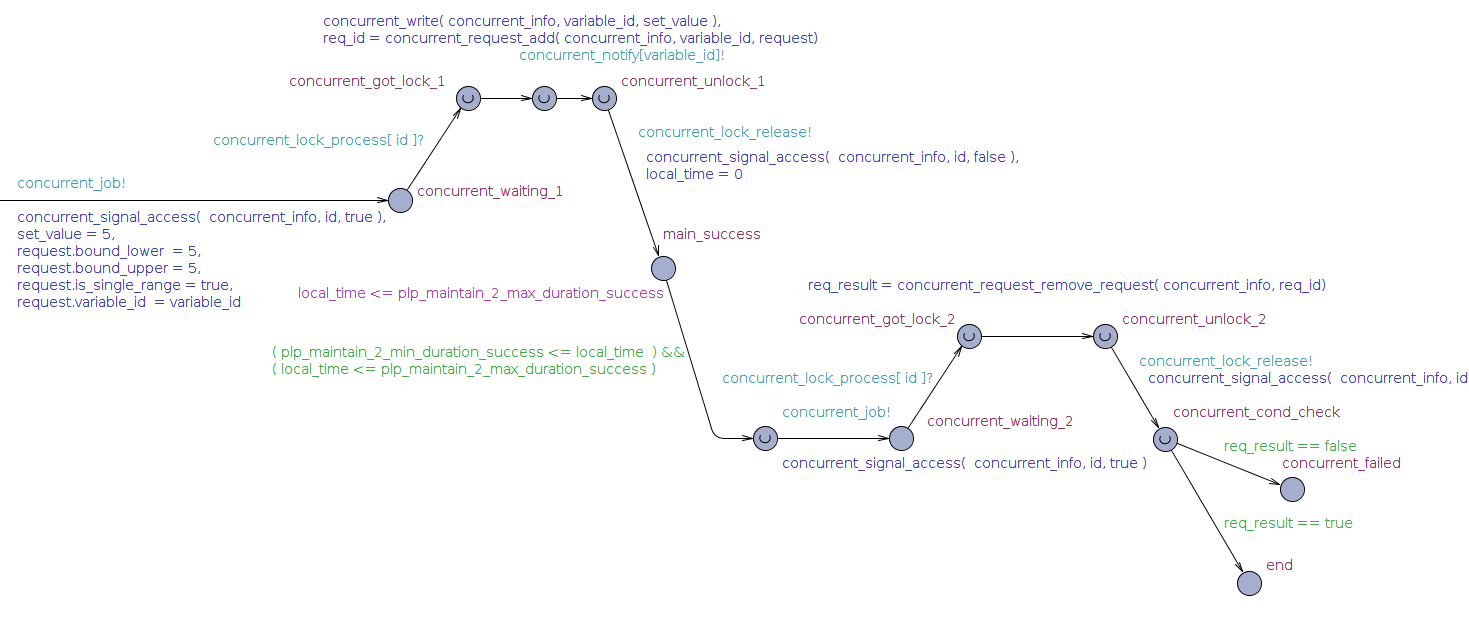 concurrent_write( concurrent_info, variable_id, set_value ),
req_id = concurrent_request_add( concurrent_info, variable_id, request)
concurrent_notify[variable_id]!
concurrent_got_lock_1
concurrent_unlock_1
concurrent_lock_process[ id ]?
concurrent_lock_release!
concurrent_signal_access(  concurrent_info, id, false ),
local_time = 0
concurrent_job!
concurrent_waiting_1
concurrent_signal_access(  concurrent_info, id, true ),
set_value = 5,
request.bound_lower  = 5,
request.bound_upper = 5,
request.is_single_range = true,
request.variable_id  = variable_id
main_success
local_time <= plp_maintain_2_max_duration_success
( plp_maintain_2_min_duration_success <= local_time  ) &&
( local_time <= plp_maintain_2_max_duration_success )
req_result = concurrent_request_remove_request( concurrent_info, req_id)
concurrent_got_lock_2
concurrent_unlock_2
concurrent_lock_process[ id ]?
concurrent_lock_release!
concurrent_signal_access(  concurrent_info, id
concurrent_job!
concurrent_waiting_2
concurrent_signal_access(  concurrent_info, id, true )
concurrent_cond_check
req_result == false
concurrent_failed
req_result == true
end